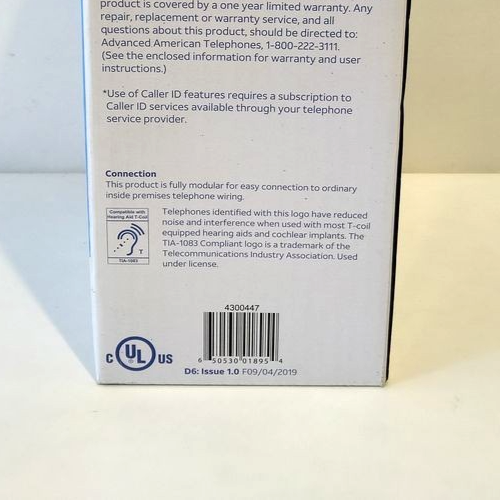 product is covered by a one year limited warranty. Any
repair, replacement or warranty service, and all
questions about this product, should be directed to:
Advanced American Telephones, 1-800-222-3111.
(See the enclosed information for warranty and user
instructions.)
*Use of Caller ID features requires a subscription to
Caller ID services available through your telephone
service provider.
Connection
This product is fully modular for easy connection to ordinary
inside premises telephone wiring.
Compatible with
Hearing Aid T-Coil
T
TIA-1083
Telephones identified with this logo have reduced
noise and interference when used with most T-coil
equipped hearing aids and cochlear implants. The
TIA-1083 Compliant logo is a trademark of the
Telecommunications Industry Association. Used
under license.
4300447
6 50530 01895 4
C UL US
D6: Issue 1.0 F09/04/2019